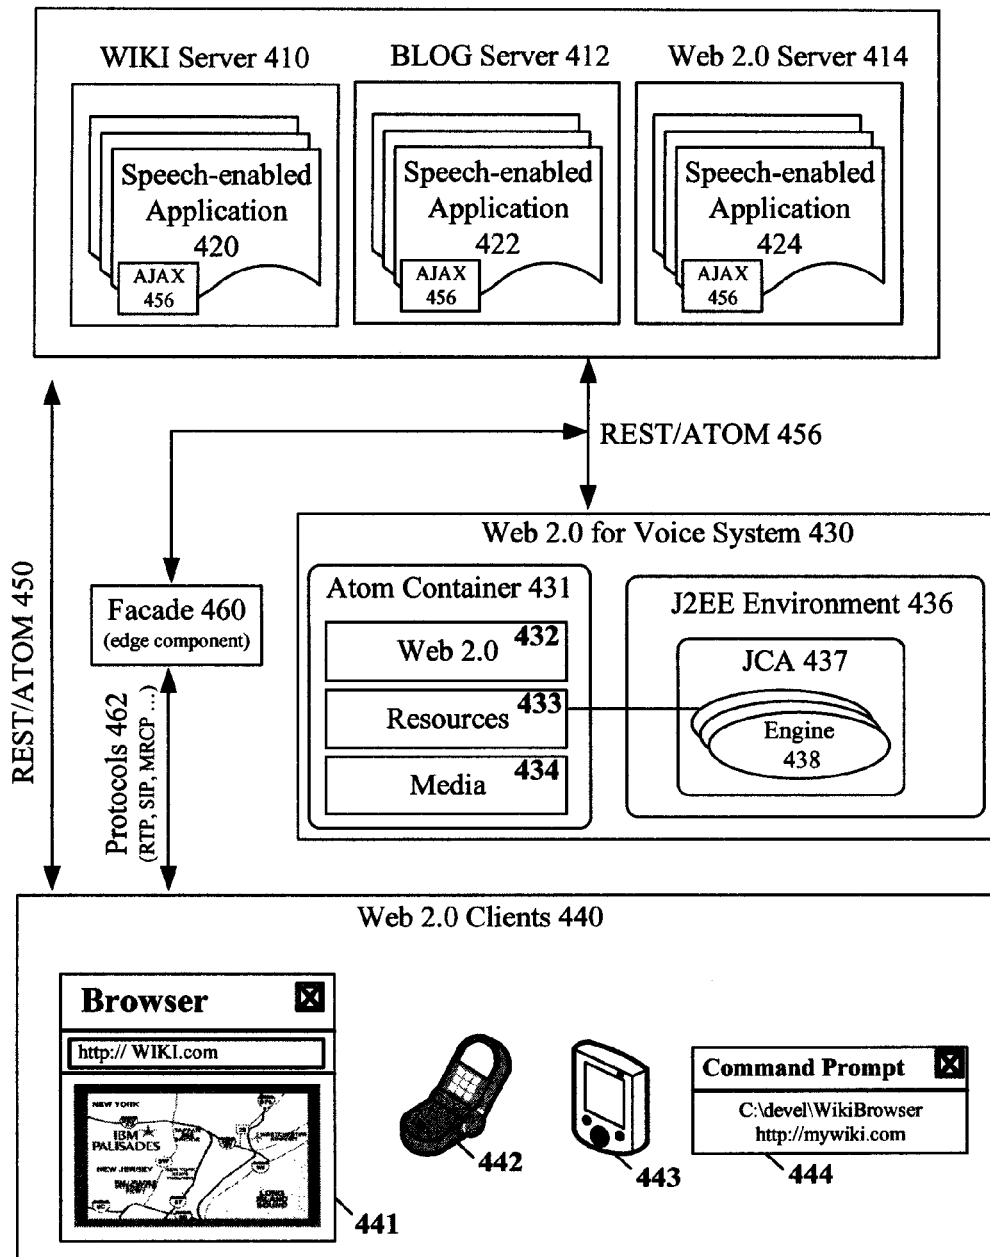 WIKI Server 410
BLOG Server 412
Web 2.0 Server 414
Speech-enabled
Application
420
AJAX
456
Speech-enabled
Application
422
AJAX
456
Speech-enabled
Application
424
AJAX
456
REST/ATOM 450
REST/ATOM 456
Facade 460
(edge component)
Protocols 462
(RTP, SIP, MRCP ...)
Web 2.0 for Voice System 430
Atom Container 431
432
Web 2.0
433
Resources
434
Media
J2EE Environment 436
JCA 437
Engine
438
Web 2.0 Clients 440
Browser
http:// WIKI.com
NEW YORK
IBM
PALISADES
NEW JERSEY
LONG
ISLAND
SOUND
441
442
443
Command Prompt
C:\devel\WikiBrowser
http://mywiki.com
444